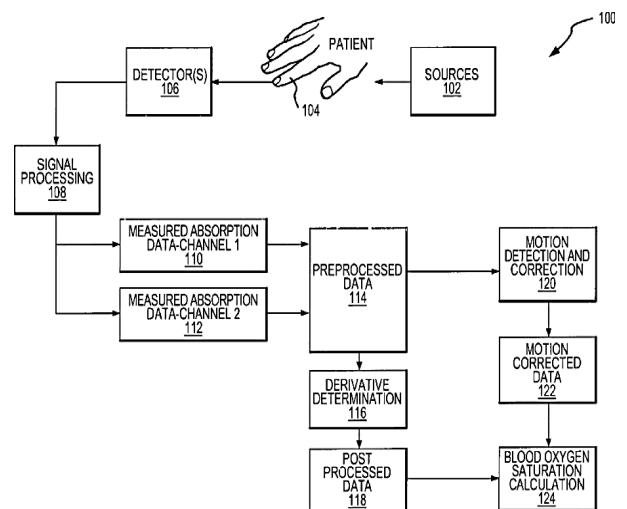 100
PATIENT
DETECTOR(S)
106
SOURCES
102
104
SIGNAL
PROCESSING
108
MEASURED ABSORPTION
DATA-CHANNEL 1
110
PREPROCESSED
DATA
114
MOTION
DETECTION AND
CORRECTION
120
MEASURED ABSORPTION
DATA-CHANNEL 2
112
DERIVATIVE
DETERMINATION
116
MOTION
CORRECTED
DATA
122
POST
PROCESSED
DATA
118
BLOOD OXYGEN
SATURATION
CALCULATION
124